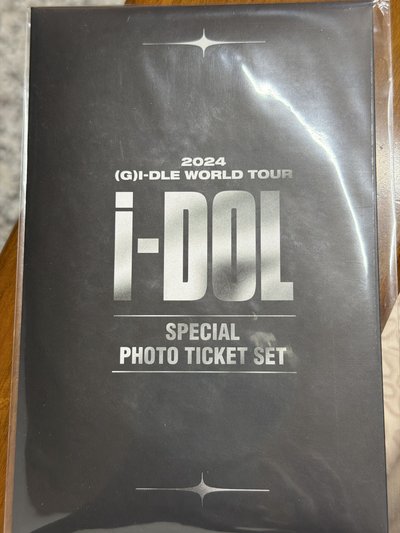 2024
(G)I-DLE WORLD TOUR
i-DOL
SPECIAL
PHOTO TICKET SET